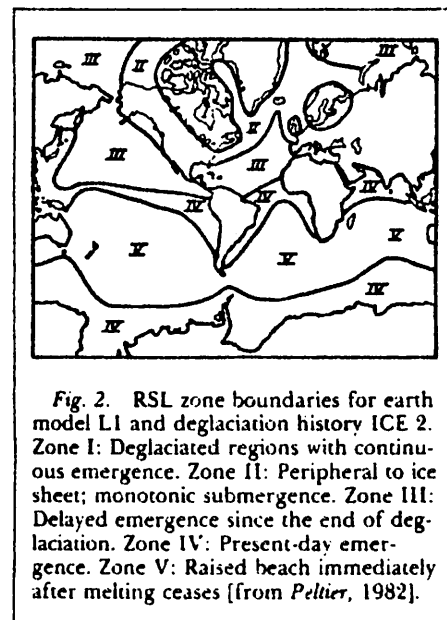 III
II
III
II
III
III
IV
IV
IV
V
V
V
IV
IV
Fig. 2. RSL zone boundaries for earth
model L1 and deglaciation history ICE 2.
Zone I: Deglaciated regions with continu-
ous emergence. Zone II: Peripheral to ice
sheet; monotonic submergence. Zone III:
Delayed emergence since the end of deg-
laciation. Zone IV: Present-day emer-
gence. Zone V: Raised beach immediately
after melting ceases [from Peltier, 1982].